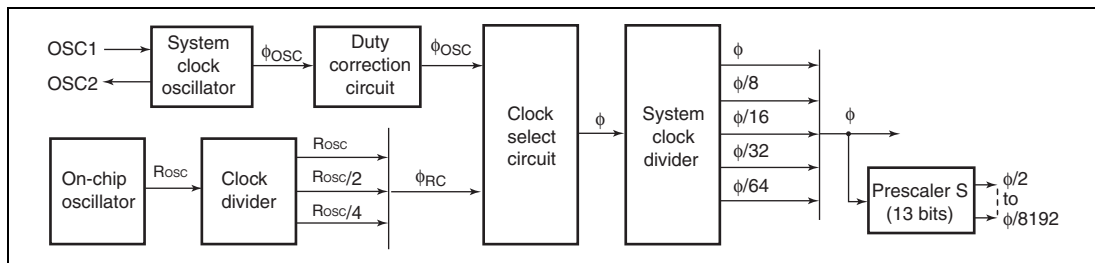 OSC1
OSC2
System
clock
oscillator
ϕOSC
Duty
correction
circuit
ϕOSC
On-chip
oscillator
ROSC
Clock
divider
ROSC
ROSC/2
ROSC/4
ϕRC
Clock
select
circuit
ϕ
System
clock
divider
ϕ
ϕ/8
ϕ/16
ϕ/32
ϕ/64
ϕ
Prescaler S
(13 bits)
ϕ/2
to
ϕ/8192